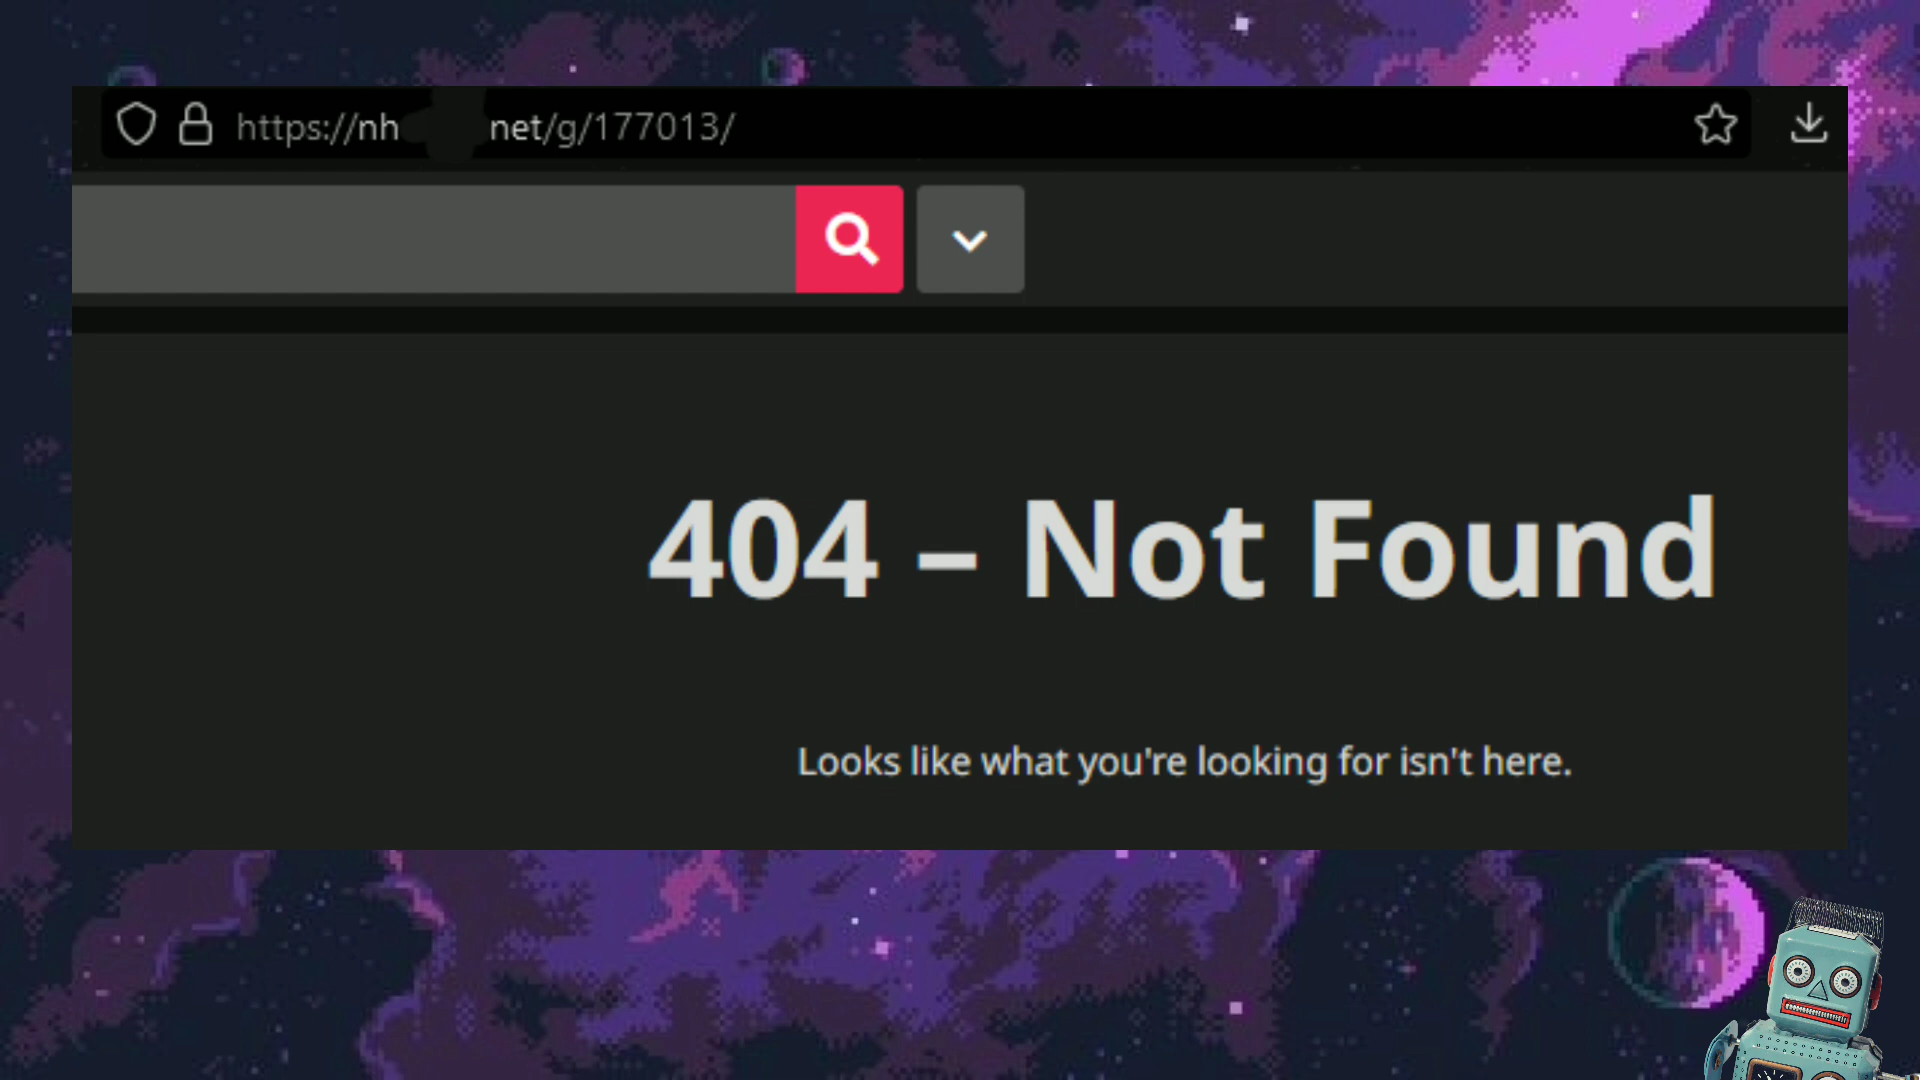 https://nh net/g/177013/
404 – Not Found
Looks like what you're looking for isn't here.